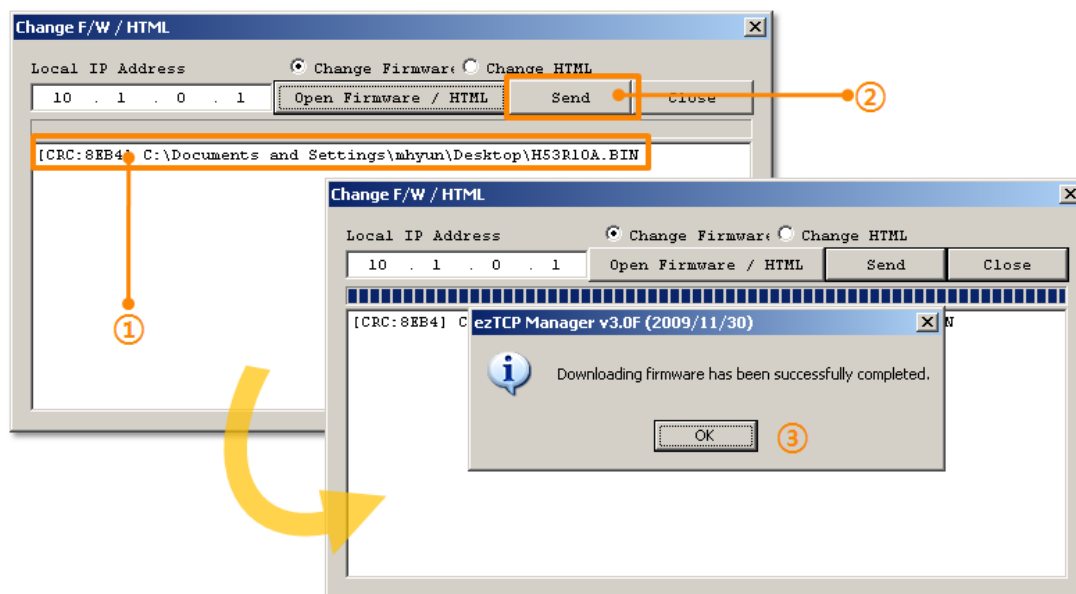 Change F/W / HTML
Local IP Address
Change Firmware Change HTML
10 . 1 . 0 . 1
Open Firmware / HTML
Send
Close
②
[CRC:8EB4] C:\Documents and Settings\mhyun\Desktop\H53R10A.BIN
①
Change F/W / HTML
Local IP Address
Change Firmware Change HTML
10 . 1 . 0 . 1
Open Firmware / HTML
Send
Close
[CRC:8EB4] C
N
ezTCP Manager v3.0F (2009/11/30)
Downloading firmware has been successfully completed.
OK
③